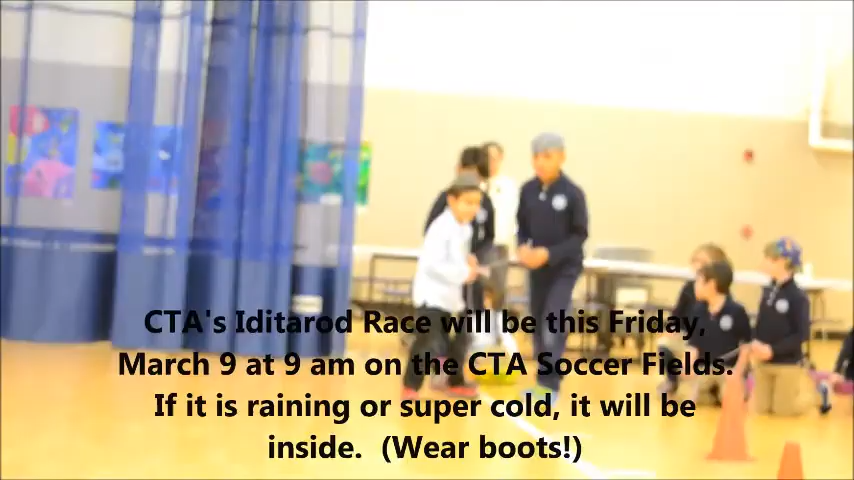 CTA's Iditarod Race will be this Friday,
March 9 at 9 am on the CTA Soccer Fields.
If it is raining or super cold, it will be
inside. (Wear boots!)